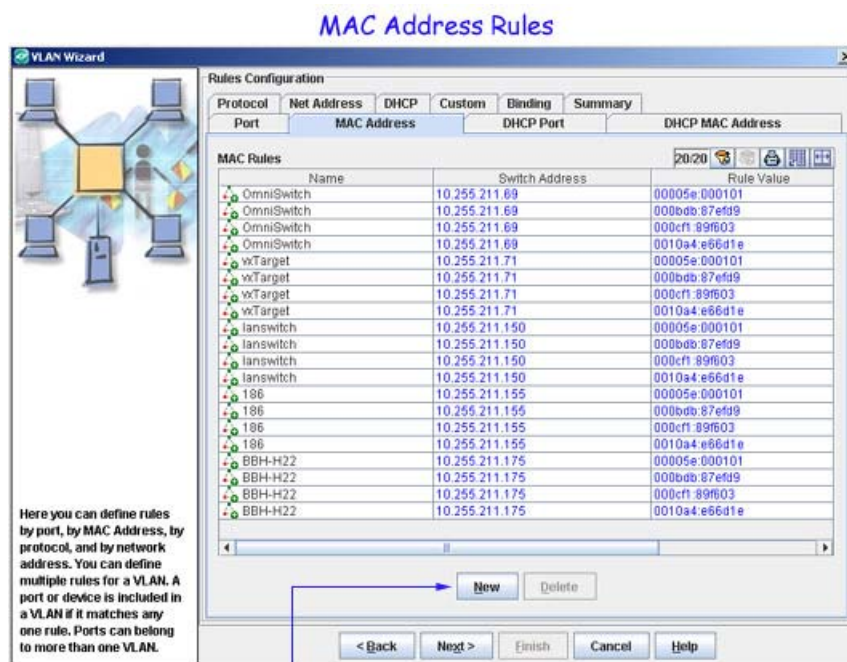 MAC Address Rules
VLAN Wizard
Rules Configuration
Protocol Net Address DHCP Custom Binding Summary
Port MAC Address DHCP Port DHCP MAC Address
MAC Rules 20/20
Name Switch Address Rule Value
OmniSwitch 10.255.211.69 00005e:000101
OmniSwitch 10.255.211.69 000bdb:87efd9
OmniSwitch 10.255.211.69 000cf1:89f603
OmniSwitch 10.255.211.69 0010a4:e66d1e
vxTarget 10.255.211.71 00005e:000101
vxTarget 10.255.211.71 000bdb:87efd9
vxTarget 10.255.211.71 000cf1:89f603
vxTarget 10.255.211.71 0010a4:e66d1e
lanswitch 10.255.211.150 00005e:000101
lanswitch 10.255.211.150 000bdb:87efd9
lanswitch 10.255.211.150 000cf1:89f603
lanswitch 10.255.211.150 0010a4:e66d1e
186 10.255.211.155 00005e:000101
186 10.255.211.155 000bdb:87efd9
186 10.255.211.155 000cf1:89f603
186 10.255.211.155 0010a4:e66d1e
BBH-H22 10.255.211.175 00005e:000101
BBH-H22 10.255.211.175 000bdb:87efd9
BBH-H22 10.255.211.175 000cf1:89f603
BBH-H22 10.255.211.175 0010a4:e66d1e
Here you can define rules
by port, by MAC Address, by
protocol, and by network
address. You can define
multiple rules for a VLAN. A
port or device is included in
a VLAN if it matches any
one rule. Ports can belong
to more than one VLAN.
New Delete
< Back Next > Finish Cancel Help